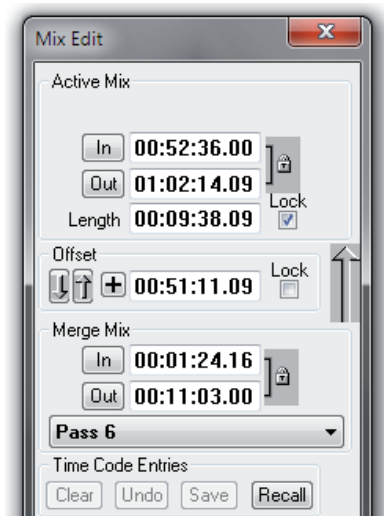 Mix Edit
Active Mix
In 00:52:36.00
Out 01:02:14.09
Lock
Length 00:09:38.09
Offset
Lock
+ 00:51:11.09
Merge Mix
In 00:01:24.16
Out 00:11:03.00
Pass 6
Time Code Entries
Clear Undo Save Recall